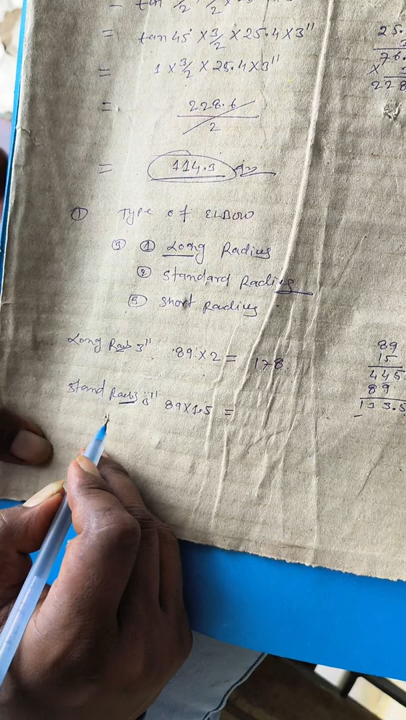 = tan 45° × 3/2 × 25.4 × 3"
= 1 × 3/2 × 25.4 × 3"
= 228.6 / 2
= 114.3
① Type of ELBOW
① Long Radius
② Standard Radius
③ Short Radius
Long Rad 3" 89 × 2 = 178
Stand Rad 3" 89×1.5 =
89
15
445
89
133.5